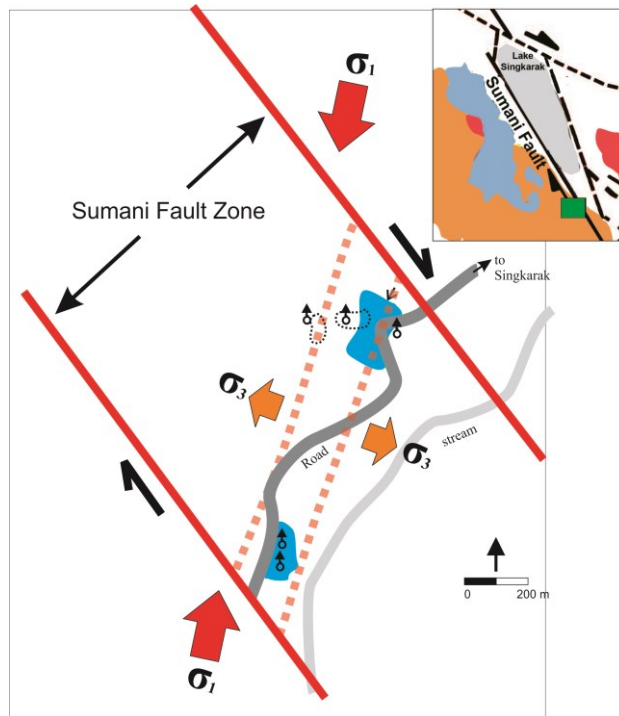 σ1
Lake
Singkarak
Sumani Fault
Sumani Fault Zone
to
Singkarak
σ3
σ3
Road
stream
0 200 m
σ1